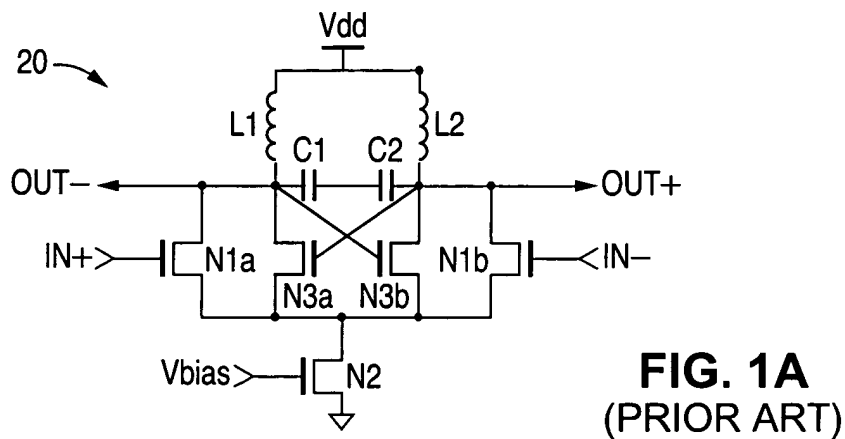 Vdd
20
L1
L2
C1
C2
OUT-
OUT+
IN+
N1a
N3a
N3b
N1b
IN-
Vbias
N2
FIG. 1A
(PRIOR ART)